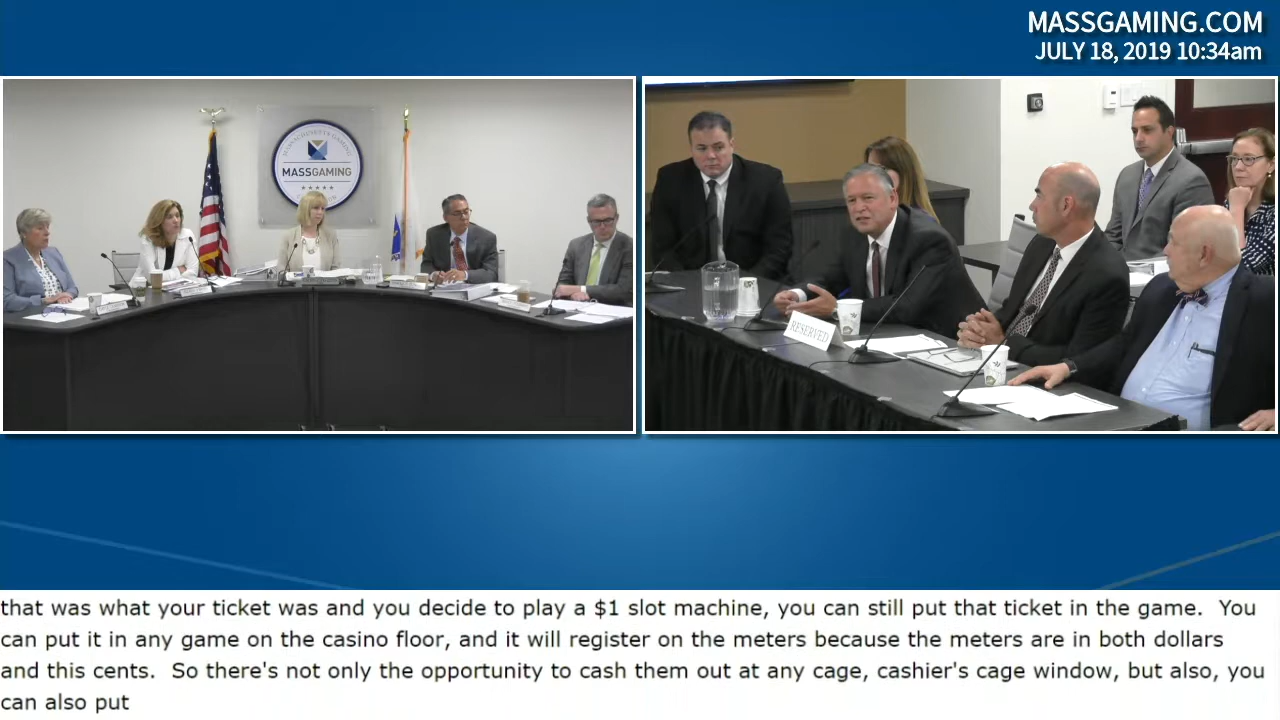 MASSGAMING.COM
JULY 18, 2019 10:34am
MASSACHUSETTS GAMING
MASSGAMING
RESERVED
that was what your ticket was and you decide to play a $1 slot machine, you can still put that ticket in the game.  You
can put it in any game on the casino floor, and it will register on the meters because the meters are in both dollars
and this cents.  So there's not only the opportunity to cash them out at any cage, cashier's cage window, but also, you
can also put